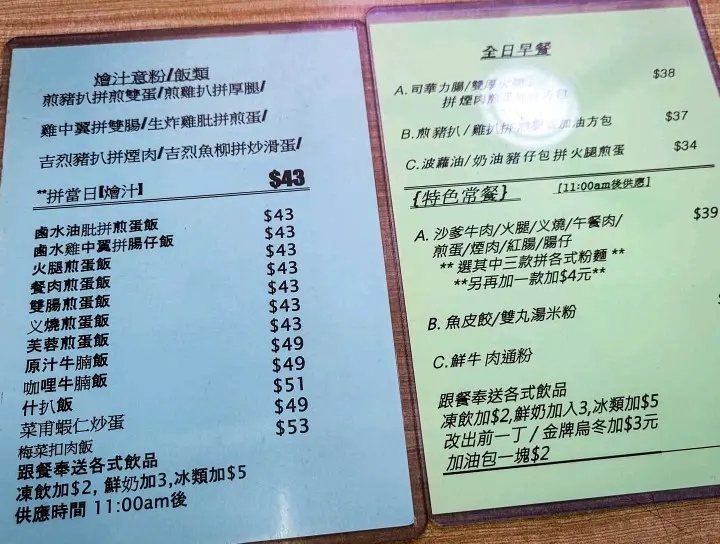 燴汁意粉/飯類
煎豬扒拼煎雙蛋/煎雞扒拼厚腿/
雞中翼拼雙腸/生炸雞肶拼煎蛋/
吉烈豬扒拼煙肉/吉烈魚柳拼炒滑蛋/
**拼當日[燴汁] $43
鹵水油肶拼煎蛋飯 $43
鹵水雞中翼拼腸仔飯 $43
火腿煎蛋飯 $43
餐肉煎蛋飯 $43
雙腸煎蛋飯 $43
义燒煎蛋飯 $43
芙蓉煎蛋飯 $43
原汁牛腩飯 $49
咖哩牛腩飯 $49
什扒飯 $51
菜甫蝦仁炒蛋 $49
梅菜扣肉飯 $53
跟餐奉送各式飲品
凍飲加$2, 鮮奶加3,冰類加$5
供應時間 11:00am後
全日早餐
A. 司華力腸/雙厚 $38
拼 煙肉
B. 煎豬扒 / 雞扒拼 加油方包 $37
C. 波蘿油/奶油豬仔包 拼 火腿煎蛋 $34
{特色常餐} [11:00am後供應]
A. 沙爹牛肉/火腿/义燒/午餐肉/ $39
煎蛋/煙肉/紅腸/腸仔
** 選其中三款拼各式粉麵 **
**另再加一款加$4元**
B. 魚皮餃/雙丸湯米粉
C. 鮮牛肉通粉
跟餐奉送各式飲品
凍飲加$2,鮮奶加入3,冰類加$5
改出前一丁 / 金牌烏冬加$3元
加油包一塊$2